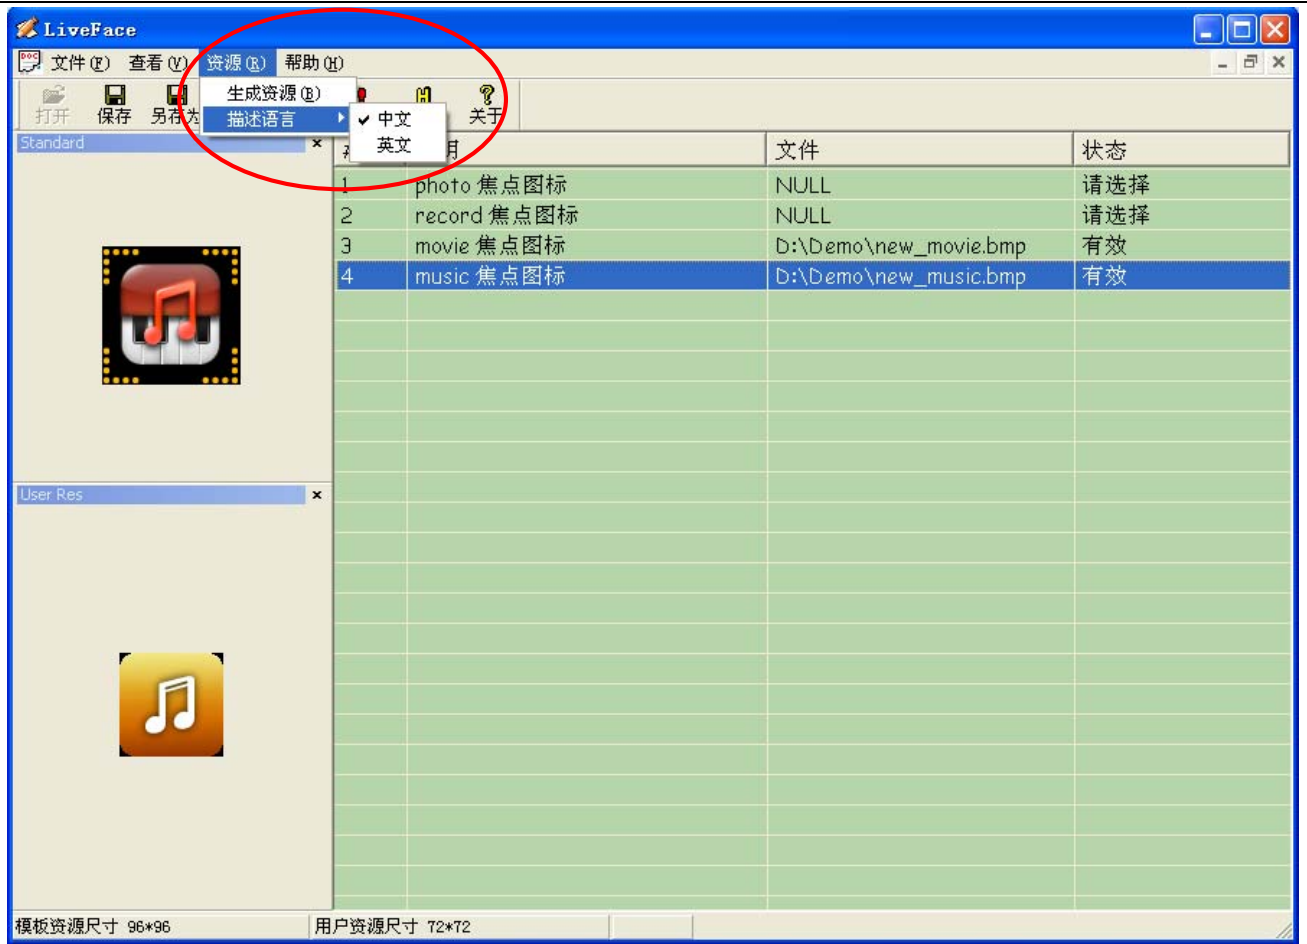 LiveFace
文件(F) 查看(V) 资源(R) 帮助(H)
生成资源(B)
描述语言
中文
英文
打开 保存 另存为 关于
Standard
文件 状态
1 photo 焦点图标 NULL 请选择
2 record 焦点图标 NULL 请选择
3 movie 焦点图标 D:\Demo\new_movie.bmp 有效
4 music 焦点图标 D:\Demo\new_music.bmp 有效
User Res
模板资源尺寸 96*96 用户资源尺寸 72*72